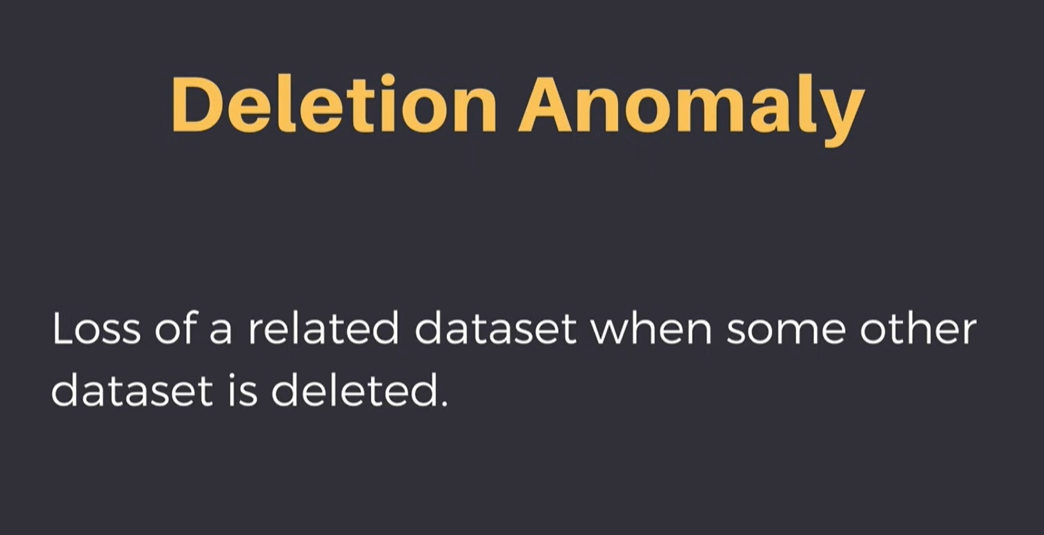 Deletion Anomaly
Loss of a related dataset when some other
dataset is deleted.